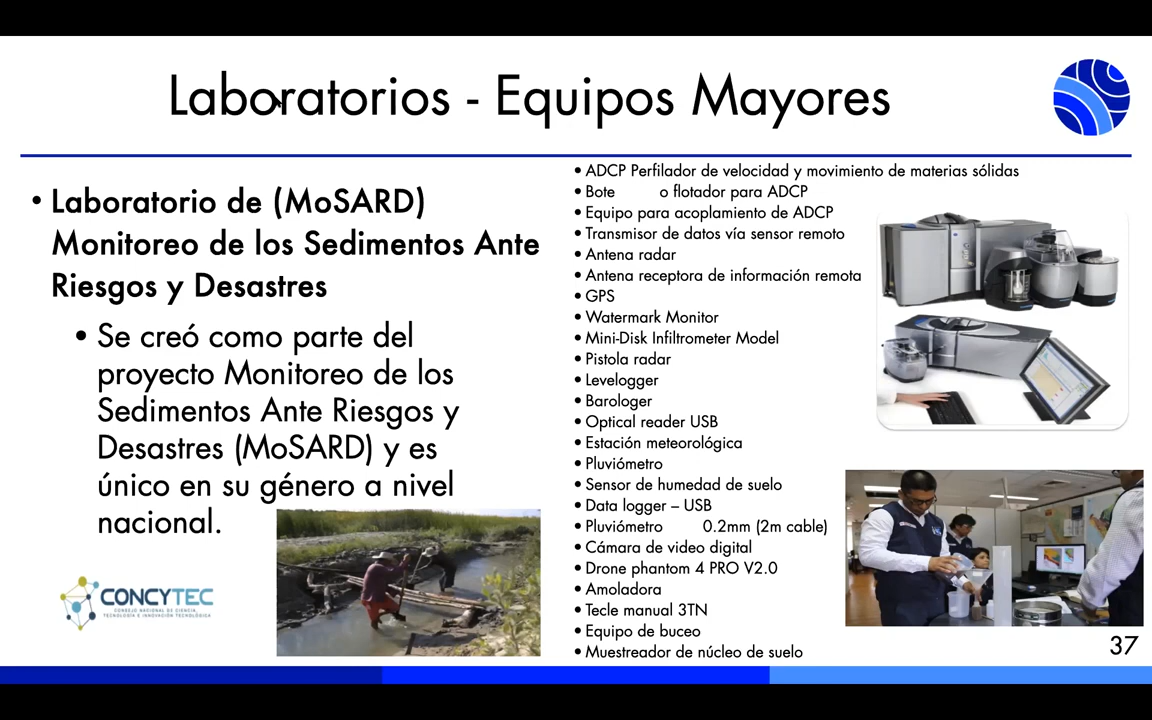 Laboratorios - Equipos Mayores
• Laboratorio de (MoSARD)
Monitoreo de los Sedimentos Ante
Riesgos y Desastres
• Se creó como parte del
proyecto Monitoreo de los
Sedimentos Ante Riesgos y
Desastres (MoSARD) y es
único en su género a nivel
nacional.
CONCYTEC
CONSEJO NACIONAL DE CIENCIA,
TECNOLOGÍA E INNOVACIÓN TECNOLÓGICA
• ADCP Perfilador de velocidad y movimiento de materias sólidas
• Bote o flotador para ADCP
• Equipo para acoplamiento de ADCP
• Transmisor de datos vía sensor remoto
• Antena radar
• Antena receptora de información remota
• GPS
• Watermark Monitor
• Mini-Disk Infiltrometer Model
• Pistola radar
• Levelogger
• Barologer
• Optical reader USB
• Estación meteorológica
• Pluviómetro
• Sensor de humedad de suelo
• Data logger – USB
• Pluviómetro 0.2mm (2m cable)
• Cámara de video digital
• Drone phantom 4 PRO V2.0
• Amoladora
• Tecle manual 3TN
• Equipo de buceo
• Muestreador de núcleo de suelo
37